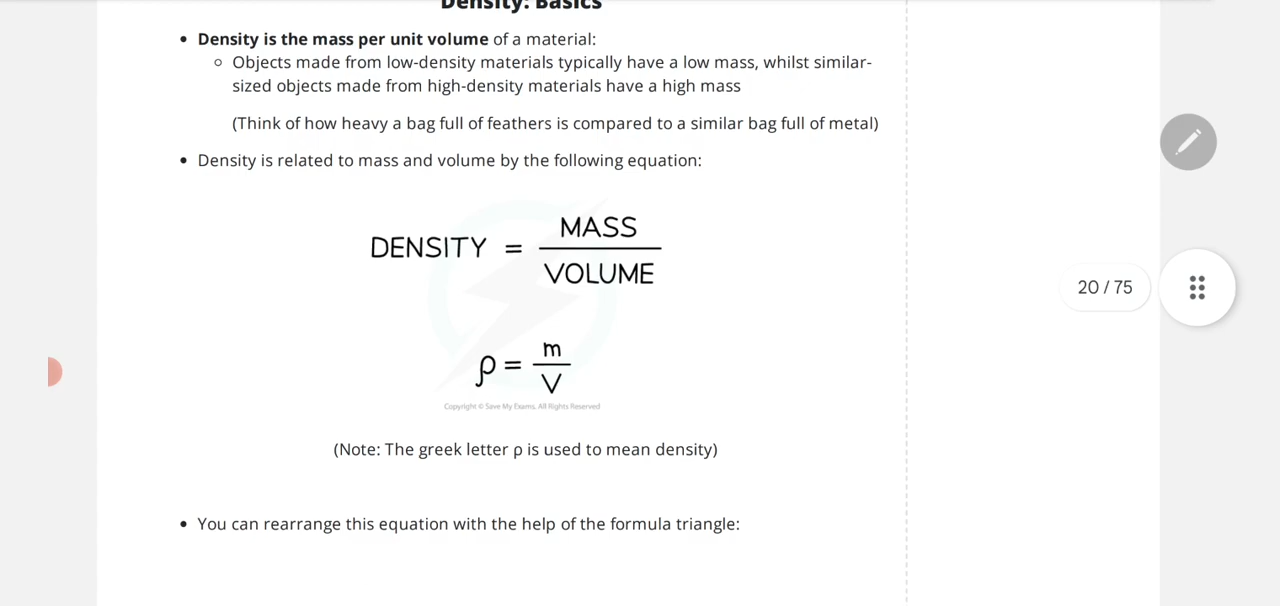 Density: Basics
• Density is the mass per unit volume of a material:
○ Objects made from low-density materials typically have a low mass, whilst similar-
sized objects made from high-density materials have a high mass
(Think of how heavy a bag full of feathers is compared to a similar bag full of metal)
• Density is related to mass and volume by the following equation:
DENSITY = MASS
VOLUME
20 / 75
ρ = m
V
Copyright © Save My Exams. All Rights Reserved
(Note: The greek letter ρ is used to mean density)
• You can rearrange this equation with the help of the formula triangle: